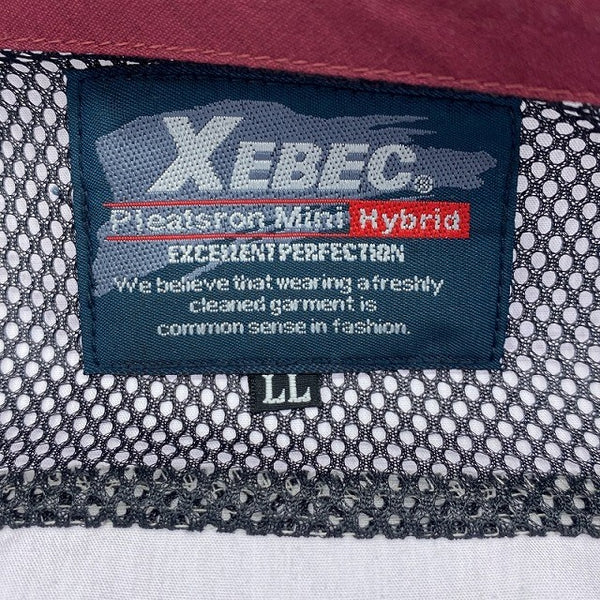 XEBEC®
Pleatsron Mini Hybrid
EXCELLENT PERFECTION
We believe that wearing a freshly
cleaned garment is
common sense in fashion.
LL